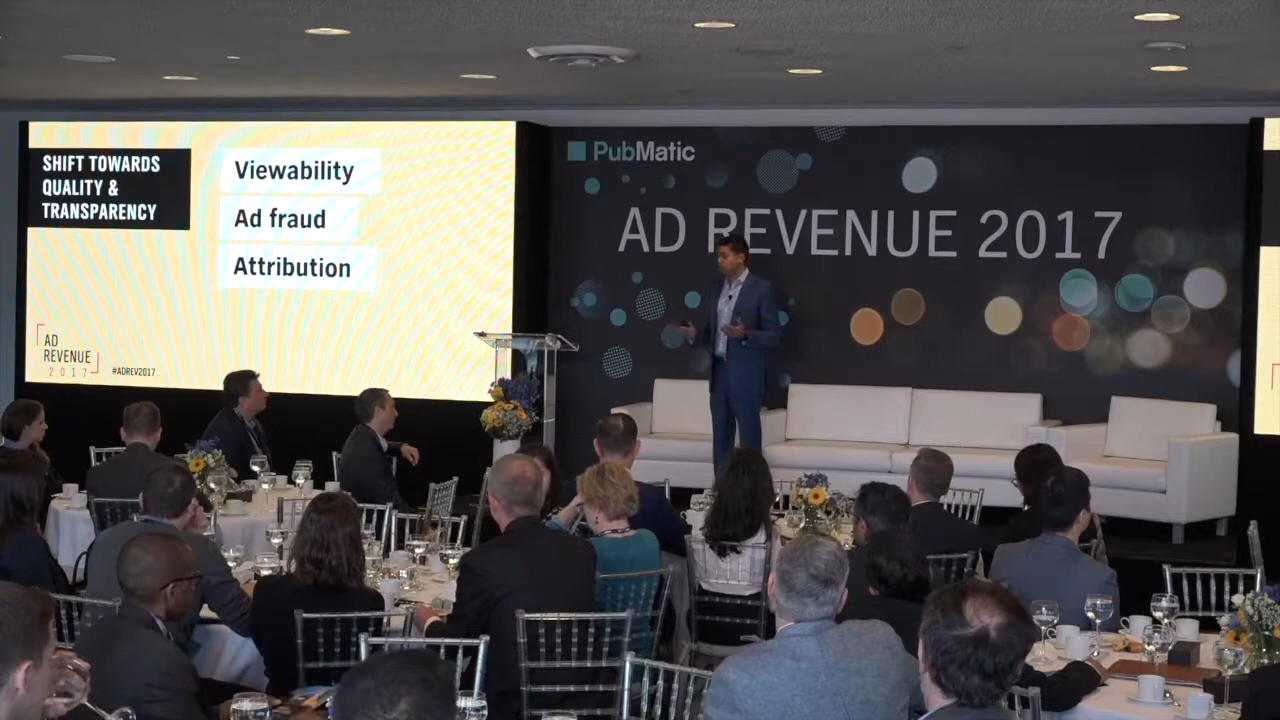 SHIFT TOWARDS
QUALITY &
TRANSPARENCY
Viewability
Ad fraud
Attribution
AD
REVENUE
2017
#ADREV2017
PubMatic
AD REVENUE 2017